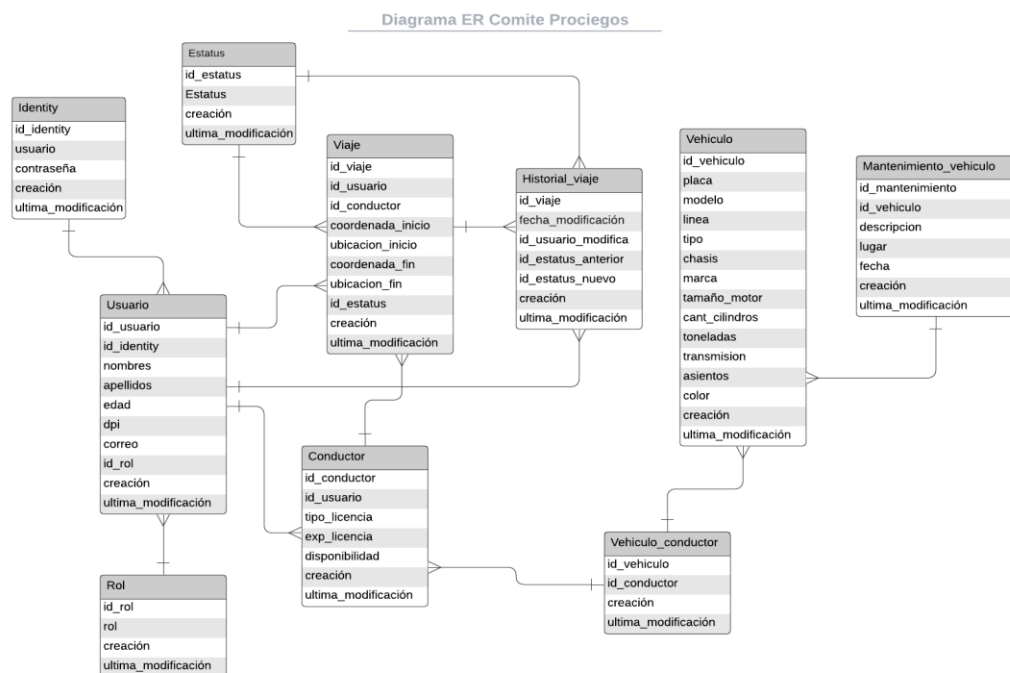 Diagrama ER Comite Prociegos
Estatus
id_estatus
Estatus
creación
ultima_modificación
Identity
id_identity
usuario
contraseña
creación
ultima_modificación
Viaje
id_viaje
id_usuario
id_conductor
coordenada_inicio
ubicacion_inicio
coordenada_fin
ubicacion_fin
id_estatus
creación
ultima_modificación
Historial_viaje
id_viaje
fecha_modificación
id_usuario_modifica
id_estatus_anterior
id_estatus_nuevo
creación
ultima_modificación
Vehiculo
id_vehiculo
placa
modelo
linea
tipo
chasis
marca
tamaño_motor
cant_cilindros
toneladas
transmision
asientos
color
creación
ultima_modificación
Mantenimiento_vehiculo
id_mantenimiento
id_vehiculo
descripcion
lugar
fecha
creación
ultima_modificación
Usuario
id_usuario
id_identity
nombres
apellidos
edad
dpi
correo
id_rol
creación
ultima_modificación
Conductor
id_conductor
id_usuario
tipo_licencia
exp_licencia
disponibilidad
creación
ultima_modificación
Vehiculo_conductor
id_vehiculo
id_conductor
creación
ultima_modificación
Rol
id_rol
rol
creación
ultima_modificación